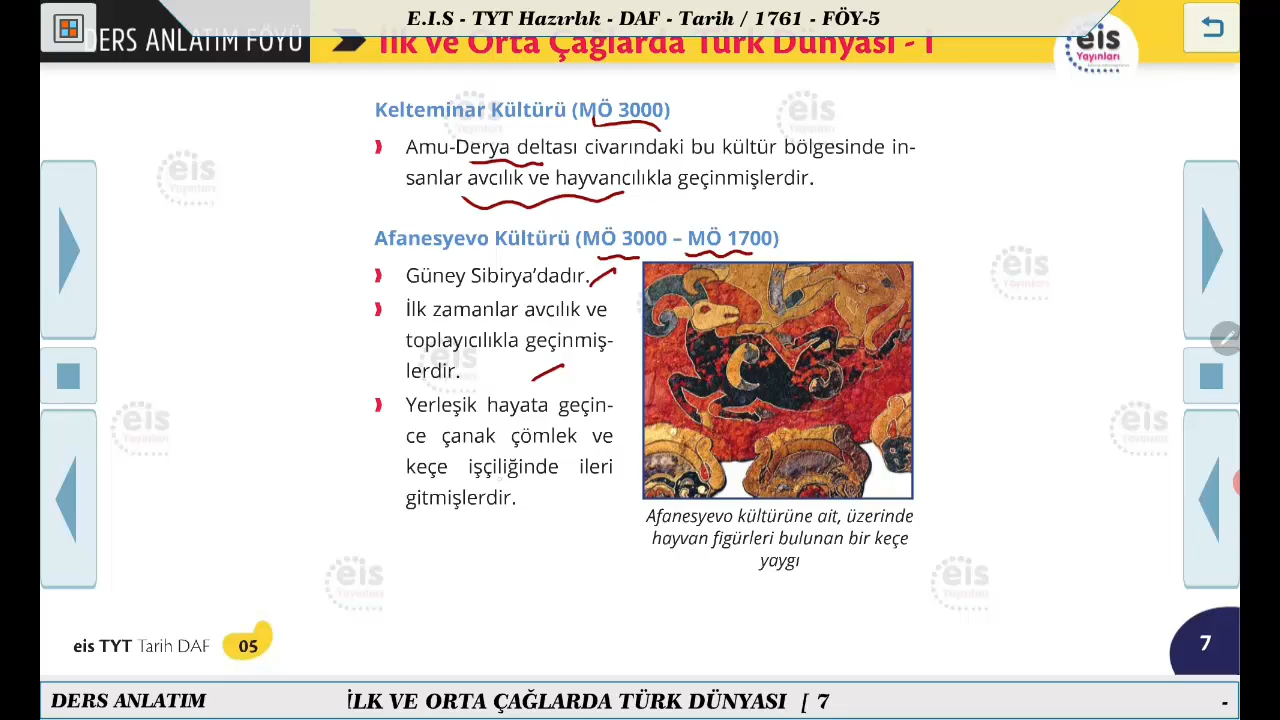 E.I.S - TYT Hazırlık - DAF - Tarih / 1761 - FÖY-5
DERS ANLATIM FÖYÜ
İlk ve Orta Çağlarda Türk Dünyası - I
eis
Yayınları
Kelteminar Kültürü (MÖ 3000)
Amu-Derya deltası civarındaki bu kültür bölgesinde in-
sanlar avcılık ve hayvancılıkla geçinmişlerdir.
Afanesyevo Kültürü (MÖ 3000 – MÖ 1700)
Güney Sibirya’dadır.
İlk zamanlar avcılık ve
toplayıcılıkla geçinmiş-
lerdir.
Yerleşik hayata geçin-
ce çanak çömlek ve
keçe işçiliğinde ileri
gitmişlerdir.
Afanesyevo kültürüne ait, üzerinde
hayvan figürleri bulunan bir keçe
yaygı
eis TYT Tarih DAF 05
7
DERS ANLATIM
İLK VE ORTA ÇAĞLARDA TÜRK DÜNYASI [ 7
-